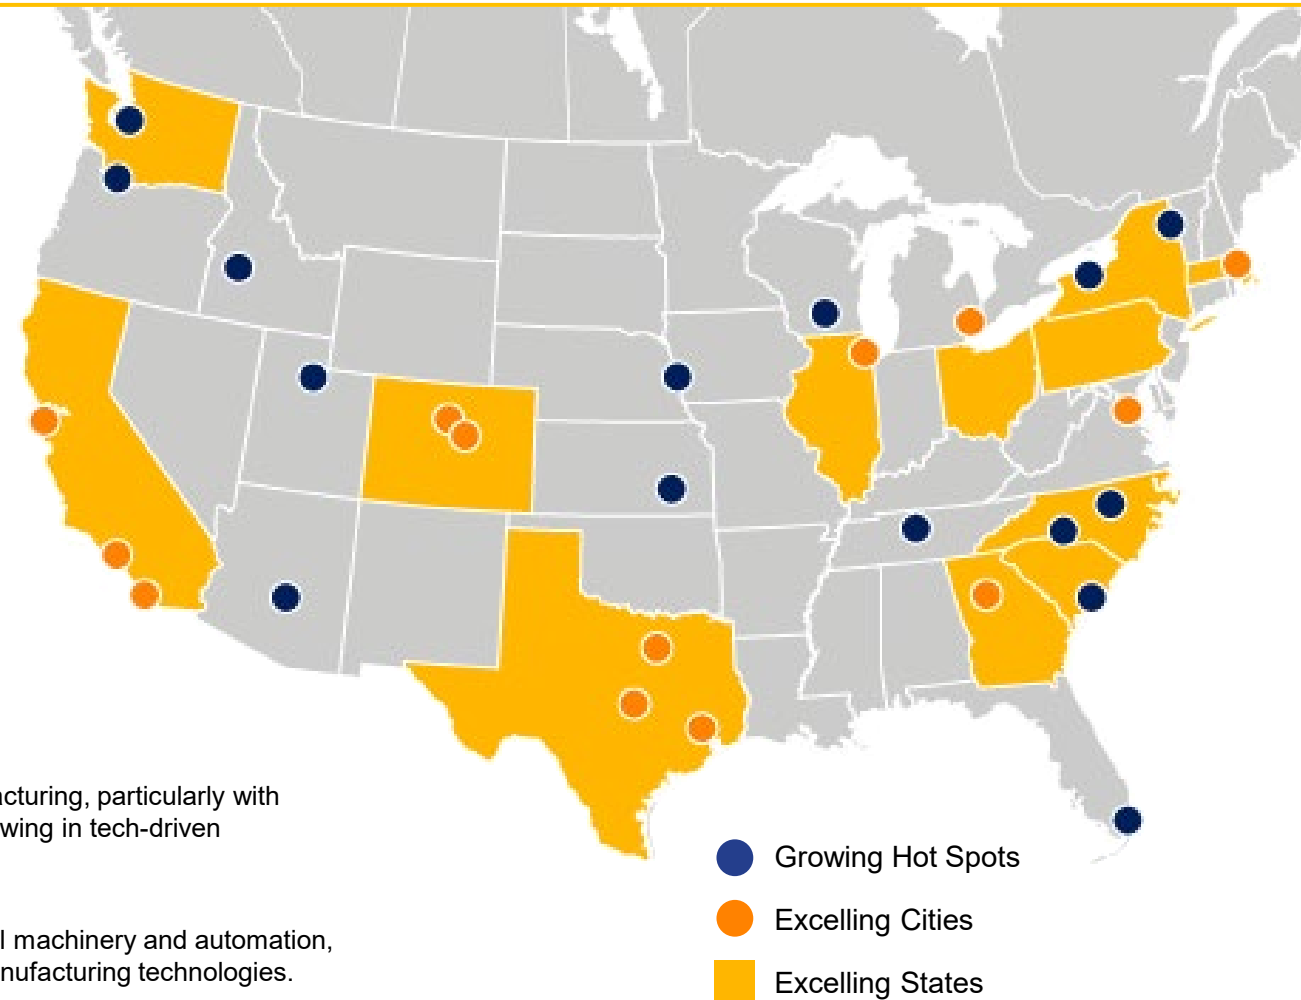 cturing, particularly with
wing in tech-driven
l machinery and automation,
nufacturing technologies.
Growing Hot Spots
Excelling Cities
Excelling States